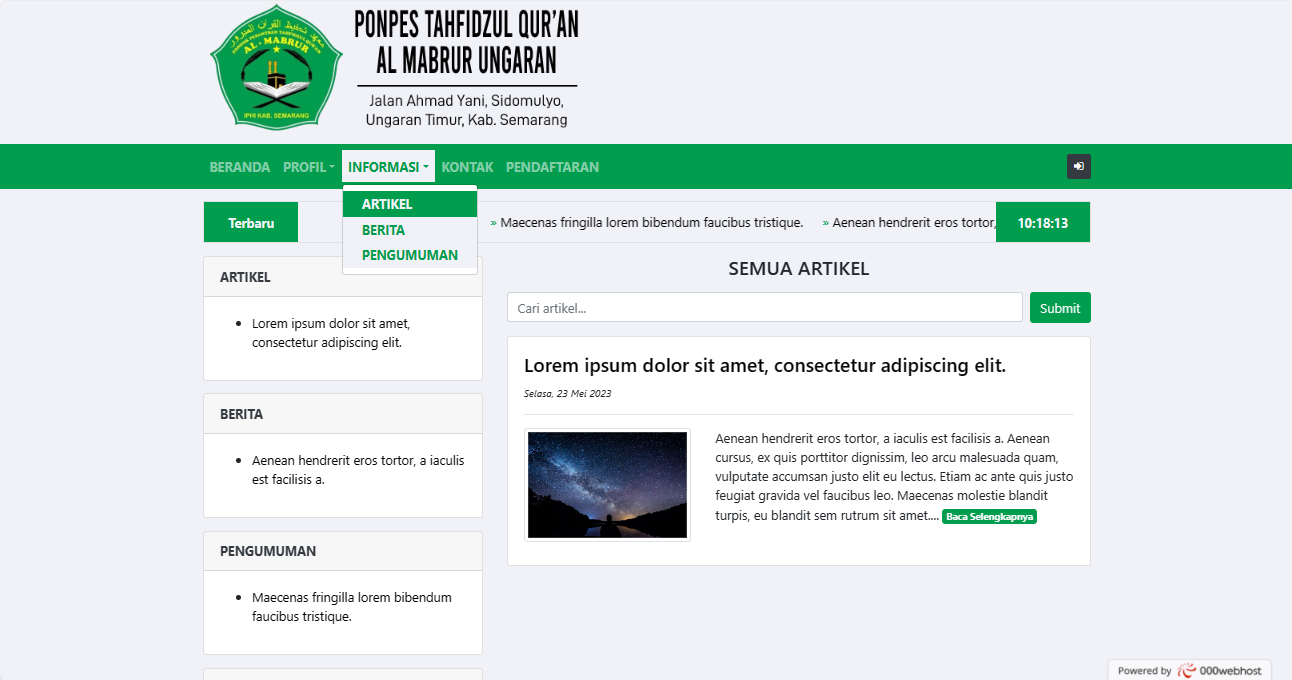 AL - MABRUR
IPHI KAB. SEMARANG
PONPES TAHFIDZUL QUR'AN
AL MABRUR UNGARAN
Jalan Ahmad Yani, Sidomulyo,
Ungaran Timur, Kab. Semarang
BERANDA PROFIL INFORMASI KONTAK PENDAFTARAN
ARTIKEL
BERITA
PENGUMUMAN
Terbaru » Maecenas fringilla lorem bibendum faucibus tristique. » Aenean hendrerit eros tortor, 10:18:13
ARTIKEL
Lorem ipsum dolor sit amet,
consectetur adipiscing elit.
BERITA
Aenean hendrerit eros tortor, a iaculis
est facilisis a.
PENGUMUMAN
Maecenas fringilla lorem bibendum
faucibus tristique.
SEMUA ARTIKEL
Cari artikel... Submit
Lorem ipsum dolor sit amet, consectetur adipiscing elit.
Selasa, 23 Mei 2023
Aenean hendrerit eros tortor, a iaculis est facilisis a. Aenean
cursus, ex quis porttitor dignissim, leo arcu malesuada quam,
vulputate accumsan justo elit eu lectus. Etiam ac ante quis justo
feugiat gravida vel faucibus leo. Maecenas molestie blandit
turpis, eu blandit sem rutrum sit amet.... Baca Selengkapnya
Powered by 000webhost